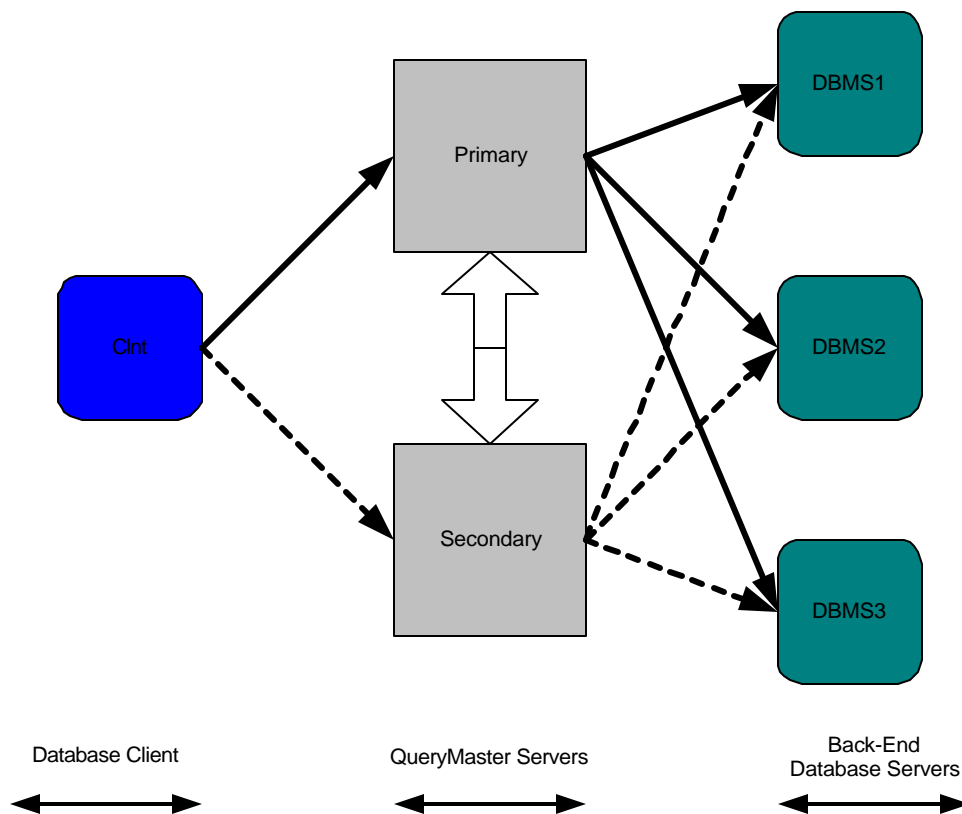 DBMS1
Primary
Clnt
DBMS2
Secondary
DBMS3
Database Client
QueryMaster Servers
Back-End
Database Servers